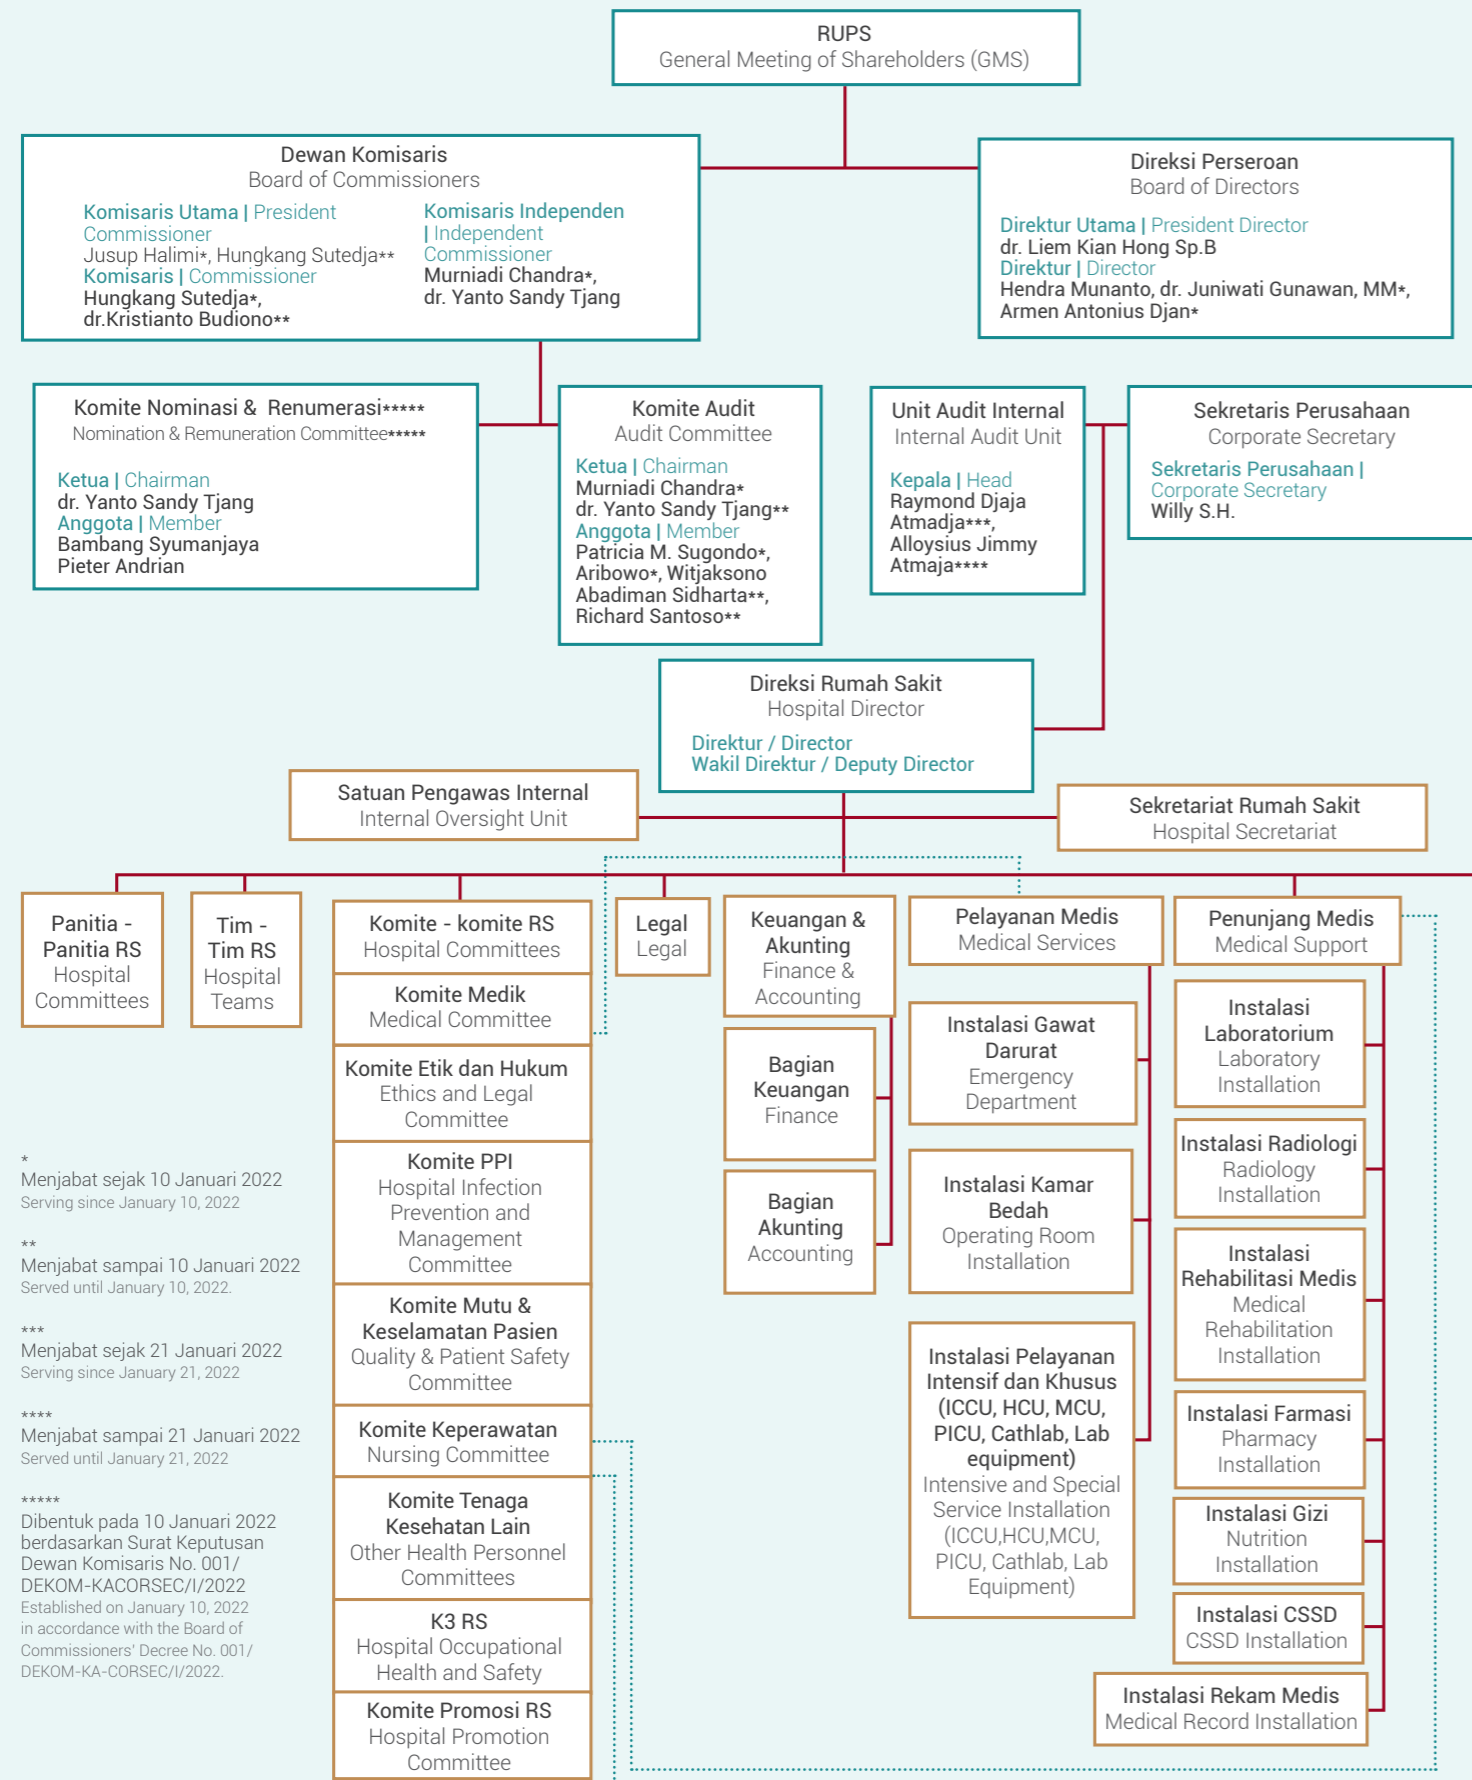 RUPS
General Meeting of Shareholders (GMS)
Dewan Komisaris
Board of Commissioners
Komisaris Utama | President
Commissioner
Jusup Halimi*, Hungkang Sutedja**
Komisaris | Commissioner
Hungkang Sutedja*,
dr.Kristianto Budiono**
Komisaris Independen
| Independent
Commissioner
Murniadi Chandra*,
dr. Yanto Sandy Tjang
Direksi Perseroan
Board of Directors
Direktur Utama | President Director
dr. Liem Kian Hong Sp.B
Direktur | Director
Hendra Munanto, dr. Juniwati Gunawan, MM*,
Armen Antonius Djan*
Komite Nominasi & Renumerasi*****
Nomination & Remuneration Committee*****
Ketua | Chairman
dr. Yanto Sandy Tjang
Anggota | Member
Bambang Syumanjaya
Pieter Andrian
Komite Audit
Audit Committee
Ketua | Chairman
Murniadi Chandra*
dr. Yanto Sandy Tjang**
Anggota | Member
Patricia M. Sugondo*,
Aribowo*, Witjaksono
Abadiman Sidharta**,
Richard Santoso**
Unit Audit Internal
Internal Audit Unit
Kepala | Head
Raymond Djaja
Atmadja***,
Alloysius Jimmy
Atmaja****
Sekretaris Perusahaan
Corporate Secretary
Sekretaris Perusahaan |
Corporate Secretary
Willy S.H.
Direksi Rumah Sakit
Hospital Director
Direktur / Director
Wakil Direktur / Deputy Director
Satuan Pengawas Internal
Internal Oversight Unit
Sekretariat Rumah Sakit
Hospital Secretariat
Panitia -
Panitia RS
Hospital
Committees
Tim -
Tim RS
Hospital
Teams
Komite - komite RS
Hospital Committees
Komite Medik
Medical Committee
Komite Etik dan Hukum
Ethics and Legal
Committee
Komite PPI
Hospital Infection
Prevention and
Management
Committee
Komite Mutu &
Keselamatan Pasien
Quality & Patient Safety
Committee
Komite Keperawatan
Nursing Committee
Komite Tenaga
Kesehatan Lain
Other Health Personnel
Committees
K3 RS
Hospital Occupational
Health and Safety
Komite Promosi RS
Hospital Promotion
Committee
Legal
Legal
Keuangan &
Akunting
Finance &
Accounting
Bagian
Keuangan
Finance
Bagian
Akunting
Accounting
Pelayanan Medis
Medical Services
Instalasi Gawat
Darurat
Emergency
Department
Instalasi Kamar
Bedah
Operating Room
Installation
Instalasi Pelayanan
Intensif dan Khusus
(ICCU, HCU, MCU,
PICU, Cathlab, Lab
equipment)
Intensive and Special
Service Installation
(ICCU,HCU,MCU,
PICU, Cathlab, Lab
Equipment)
Penunjang Medis
Medical Support
Instalasi
Laboratorium
Laboratory
Installation
Instalasi Radiologi
Radiology
Installation
Instalasi
Rehabilitasi Medis
Medical
Rehabilitation
Installation
Instalasi Farmasi
Pharmacy
Installation
Instalasi Gizi
Nutrition
Installation
Instalasi CSSD
CSSD Installation
Instalasi Rekam Medis
Medical Record Installation
*
Menjabat sejak 10 Januari 2022
Serving since January 10, 2022
**
Menjabat sampai 10 Januari 2022
Served until January 10, 2022.
***
Menjabat sejak 21 Januari 2022
Serving since January 21, 2022
****
Menjabat sampai 21 Januari 2022
Served until January 21, 2022
*****
Dibentuk pada 10 Januari 2022
berdasarkan Surat Keputusan
Dewan Komisaris No. 001/
DEKOM-KACORSEC/I/2022
Established on January 10, 2022
in accordance with the Board of
Commissioners' Decree No. 001/
DEKOM-KA-CORSEC/I/2022.